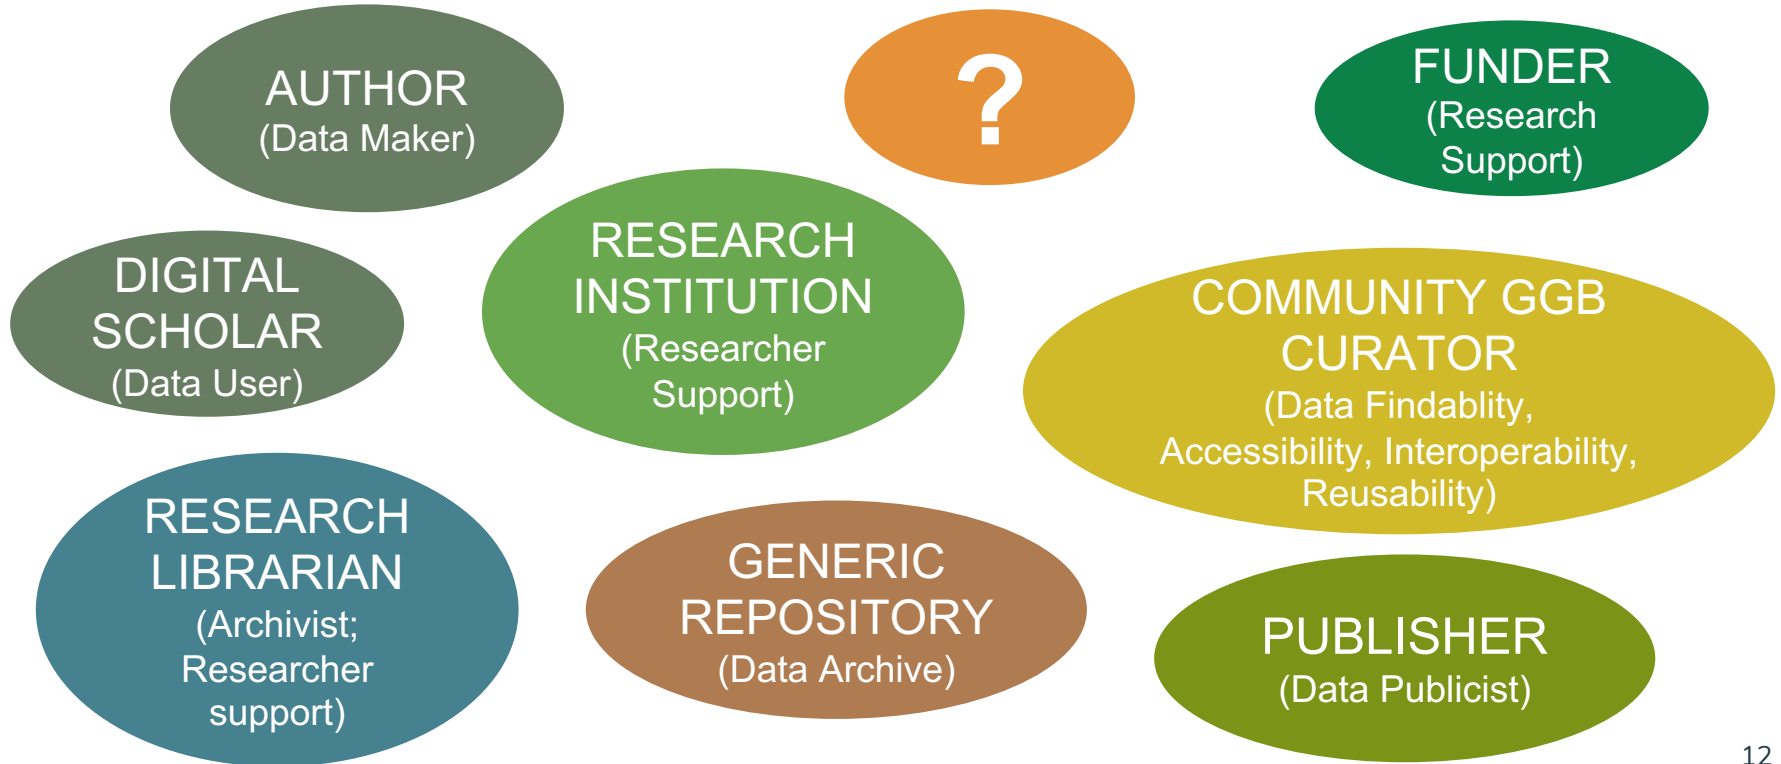 AUTHOR
(Data Maker)
?
FUNDER
(Research
Support)
DIGITAL
SCHOLAR
(Data User)
RESEARCH
INSTITUTION
(Researcher
Support)
COMMUNITY GGB
CURATOR
(Data Findablity,
Accessibility, Interoperability,
Reusability)
RESEARCH
LIBRARIAN
(Archivist;
Researcher
support)
GENERIC
REPOSITORY
(Data Archive)
PUBLISHER
(Data Publicist)
12